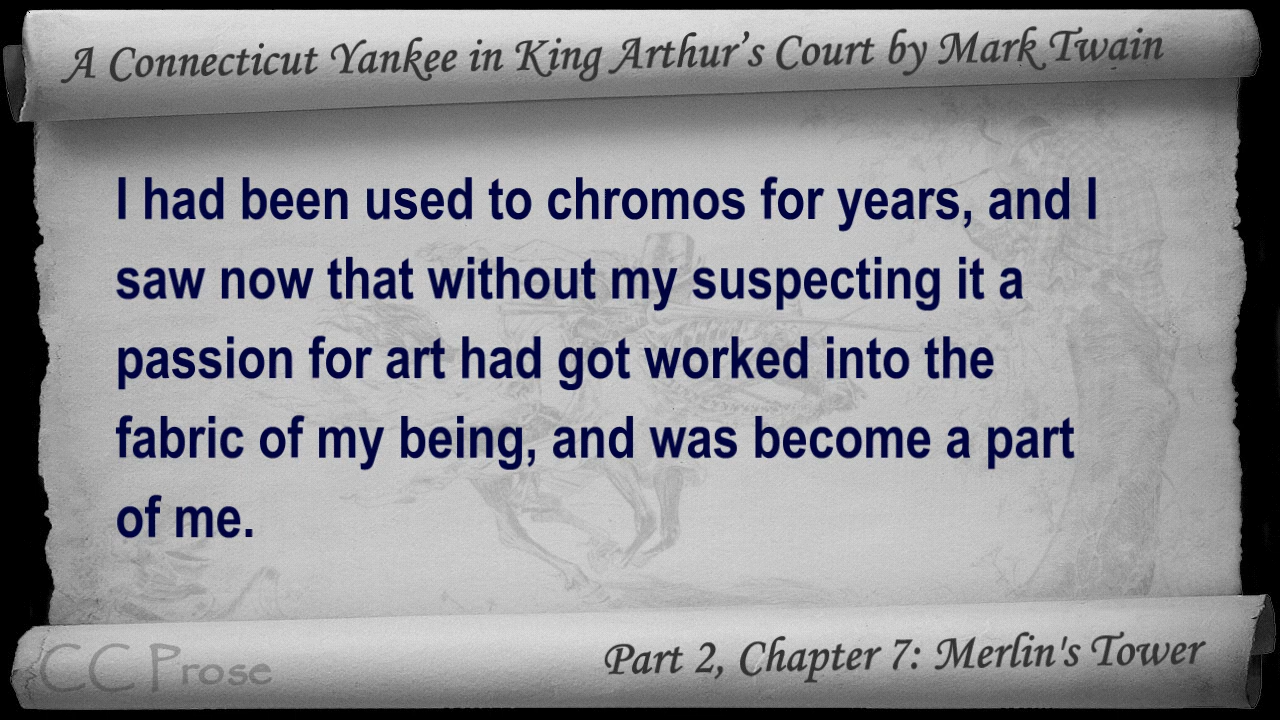 A Connecticut Yankee in King Arthur's Court by Mark Twain
I had been used to chromos for years, and I
saw now that without my suspecting it a
passion for art had got worked into the
fabric of my being, and was become a part
of me.
CC Prose
Part 2, Chapter 7: Merlin's Tower